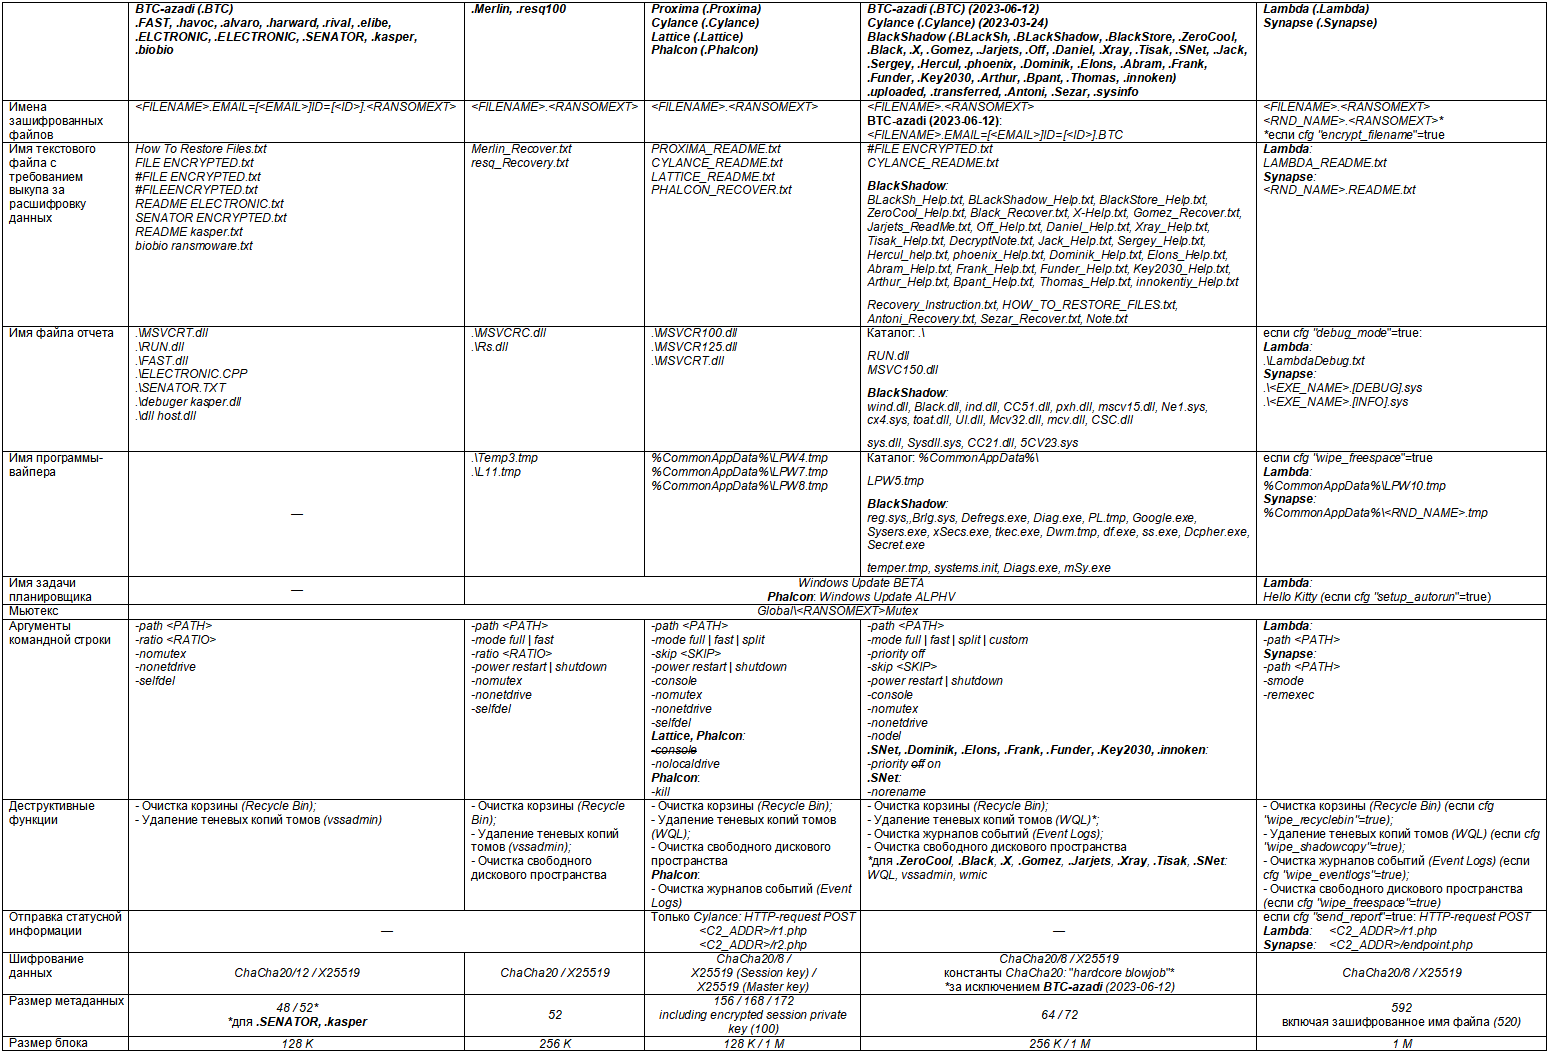 BTC-azadi (.BTC)
.FAST, .havoc, .alvaro, .harward, .rival, .elibe,
.ELCTRONIC, .ELECTRONIC, .SENATOR, .kasper,
.biobio
.Merlin, .resq100
Proxima (.Proxima)
Cylance (.Cylance)
Lattice (.Lattice)
Phalcon (.Phalcon)
BTC-azadi (.BTC) (2023-06-12)
Cylance (.Cylance) (2023-03-24)
BlackShadow (.BLackSh, .BLackShadow, .BlackStore, .ZeroCool,
.Black, .X, .Gomez, .Jarjets, .Off, .Daniel, .Xray, .Tisak, .SNet, .Jack,
.Sergey, .Hercul, .phoenix, .Dominik, .Elons, .Abram, .Frank,
.Funder, .Key2030, .Arthur, .Bpant, .Thomas, .innoken)
.uploaded, .transferred, .Antoni, .Sezar, .sysinfo
Lambda (.Lambda)
Synapse (.Synapse)
Имена
зашифрованных
файлов
<FILENAME>.EMAIL=[<EMAIL>]ID=[<ID>].<RANSOMEXT>
<FILENAME>.<RANSOMEXT>
<FILENAME>.<RANSOMEXT>
<FILENAME>.<RANSOMEXT>
BTC-azadi (2023-06-12):
<FILENAME>.EMAIL=[<EMAIL>]ID=[<ID>].BTC
<FILENAME>.<RANSOMEXT>
<RND_NAME>.<RANSOMEXT>*
*если cfg "encrypt_filename"=true
Имя текстового
файла с
требованием
выкупа за
расшифровку
данных
How To Restore Files.txt
FILE ENCRYPTED.txt
#FILE ENCRYPTED.txt
#FILEENCRYPTED.txt
README ELECTRONIC.txt
SENATOR ENCRYPTED.txt
README kasper.txt
biobio ransmoware.txt
Merlin_Recover.txt
resq_Recovery.txt
PROXIMA_README.txt
CYLANCE_README.txt
LATTICE_README.txt
PHALCON_RECOVER.txt
#FILE ENCRYPTED.txt
CYLANCE_README.txt
BlackShadow:
BLackSh_Help.txt, BLackShadow_Help.txt, BlackStore_Help.txt,
ZeroCool_Help.txt, Black_Recover.txt, X-Help.txt, Gomez_Recover.txt,
Jarjets_ReadMe.txt, Off_Help.txt, Daniel_Help.txt, Xray_Help.txt,
Tisak_Help.txt, DecryptNote.txt, Jack_Help.txt, Sergey_Help.txt,
Hercul_help.txt, phoenix_Help.txt, Dominik_Help.txt, Elons_Help.txt,
Abram_Help.txt, Frank_Help.txt, Funder_Help.txt, Key2030_Help.txt,
Arthur_Help.txt, Bpant_Help.txt, Thomas_Help.txt, innokentiy_Help.txt
Recovery_Instruction.txt, HOW_TO_RESTORE_FILES.txt,
Antoni_Recovery.txt, Sezar_Recover.txt, Note.txt
Lambda:
LAMBDA_README.txt
Synapse:
<RND_NAME>.README.txt
Имя файла отчета
.\MSVCRT.dll
.\RUN.dll
.\FAST.dll
.\ELECTRONIC.CPP
.\SENATOR.TXT
.\debuger kasper.dll
.\dll host.dll
.\MSVCRC.dll
.\Rs.dll
.\MSVCR100.dll
.\MSVCR125.dll
.\MSVCRT.dll
Каталог: .\
RUN.dll
MSVC150.dll
BlackShadow:
wind.dll, Black.dll, ind.dll, CC51.dll, pxh.dll, mscv15.dll, Ne1.sys,
cx4.sys, toat.dll, UI.dll, Mcv32.dll, mcv.dll, CSC.dll
sys.dll, Sysdll.sys, CC21.dll, 5CV23.sys
если cfg "debug_mode"=true:
Lambda:
.\LambdaDebug.txt
Synapse:
.\<EXE_NAME>.[DEBUG].sys
.\<EXE_NAME>.[INFO].sys
Имя программы-
вайпера
—
.\Temp3.tmp
.\L11.tmp
%CommonAppData%\LPW4.tmp
%CommonAppData%\LPW7.tmp
%CommonAppData%\LPW8.tmp
Каталог: %CommonAppData%\
LPW5.tmp
BlackShadow:
reg.sys,,Brlg.sys, Defregs.exe, Diag.exe, PL.tmp, Google.exe,
Sysers.exe, xSecs.exe, tkec.exe, Dwm.tmp, df.exe, ss.exe, Dcpher.exe,
Secret.exe
temper.tmp, systems.init, Diags.exe, mSy.exe
если cfg "wipe_freespace"=true
Lambda:
%CommonAppData%\LPW10.tmp
Synapse:
%CommonAppData%\<RND_NAME>.tmp
Имя задачи
планировщика
—
Windows Update BETA
Phalcon: Windows Update ALPHV
Lambda:
Hello Kitty (если cfg "setup_autorun"=true)
Мьютекс
Global\<RANSOMEXT>Mutex
Аргументы
командной строки
-path <PATH>
-ratio <RATIO>
-nomutex
-nonetdrive
-selfdel
-path <PATH>
-mode full | fast
-ratio <RATIO>
-power restart | shutdown
-nomutex
-nonetdrive
-selfdel
-path <PATH>
-mode full | fast | split
-skip <SKIP>
-power restart | shutdown
-console
-nomutex
-nonetdrive
-selfdel
Lattice, Phalcon:
-console
-nolocaldrive
Phalcon:
-kill
-path <PATH>
-mode full | fast | split | custom
-priority off
-skip <SKIP>
-power restart | shutdown
-console
-nomutex
-nonetdrive
-nodel
.SNet, .Dominik, .Elons, .Frank, .Funder, .Key2030, .innoken:
-priority off on
.SNet:
-norename
Lambda:
-path <PATH>
Synapse:
-path <PATH>
-smode
-remexec
Деструктивные
функции
- Очистка корзины (Recycle Bin);
- Удаление теневых копий томов (vssadmin)
- Очистка корзины (Recycle
Bin);
- Удаление теневых копий
томов (vssadmin);
- Очистка свободного
дискового пространства
- Очистка корзины (Recycle Bin);
- Удаление теневых копий томов
(WQL);
- Очистка свободного дискового
пространства
Phalcon:
- Очистка журналов событий (Event
Logs)
- Очистка корзины (Recycle Bin);
- Удаление теневых копий томов (WQL)*;
- Очистка журналов событий (Event Logs);
- Очистка свободного дискового пространства
*для .ZeroCool, .Black, .X, .Gomez, .Jarjets, .Xray, .Tisak, .SNet:
WQL, vssadmin, wmic
- Очистка корзины (Recycle Bin) (если cfg
"wipe_recyclebin"=true);
- Удаление теневых копий томов (WQL) (если cfg
"wipe_shadowcopy"=true);
- Очистка журналов событий (Event Logs) (если
cfg "wipe_eventlogs"=true);
- Очистка свободного дискового пространства
(если cfg "wipe_freespace"=true)
Отправка статусной
информации
—
Только Cylance: HTTP-request POST
<C2_ADDR>/r1.php
<C2_ADDR>/r2.php
—
если cfg "send_report"=true: HTTP-request POST
Lambda: <C2_ADDR>/r1.php
Synapse: <C2_ADDR>/endpoint.php
Шифрование
данных
ChaCha20/12 / X25519
ChaCha20 / X25519
ChaCha20/8 /
X25519 (Session key) /
X25519 (Master key)
ChaCha20/8 / X25519
константы ChaCha20: "hardcore blowjob"*
*за исключением BTC-azadi (2023-06-12)
ChaCha20/8 / X25519
Размер метаданных
48 / 52*
*для .SENATOR, .kasper
52
156 / 168 / 172
including encrypted session private
key (100)
64 / 72
592
включая зашифрованное имя файла (520)
Размер блока
128 K
256 K
128 K / 1 M
256 K / 1 M
1 M